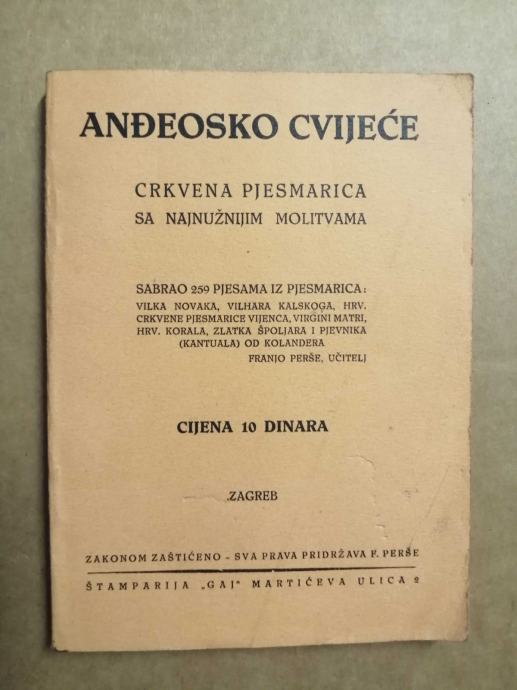 ANĐEOSKO CVIJEĆE
CRKVENA PJESMARICA
SA NAJNUŽNIJIM MOLITVAMA
SABRAO 259 PJESAMA IZ PJESMARICA:
VILKA NOVAKA, VILHARA KALSKOGA, HRV.
CRKVENE PJESMARICE VIJENCA, VIRGINI MATRI,
HRV. KORALA, ZLATKA ŠPOLJARA I PJEVNIKA
(KANTUALA) OD KOLANDERA
FRANJO PERŠE, UČITELJ
CIJENA 10 DINARA
ZAGREB
ZAKONOM ZAŠTIĆENO - SVA PRAVA PRIDRŽAVA F. PERŠE
ŠTAMPARIJA „GAJ" MARTIĆEVA ULICA 2